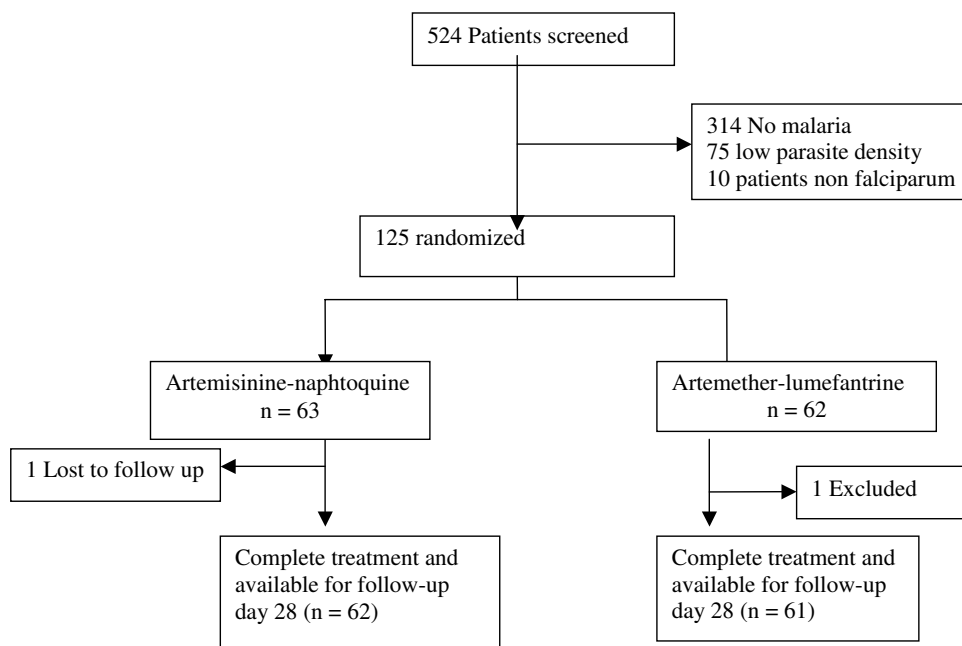 524 Patients screened
314 No malaria
75 low parasite density
10 patients non falciparum
125 randomized
Artemisinine-naphtoquine
n = 63
Artemether-lumefantrine
n = 62
1 Lost to follow up
1 Excluded
Complete treatment and
available for follow-up
day 28 (n = 62)
Complete treatment and
available for follow-up
day 28 (n = 61)